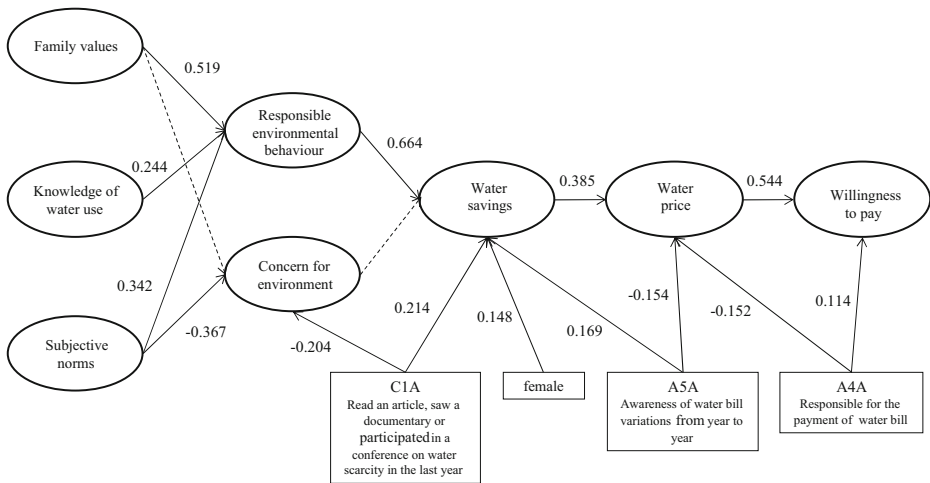 Family values
0.519
Responsible
environmental
behaviour
0.664
0.244
Knowledge of
water use
Water
savings
0.385
Water
price
0.544
Willingness
to pay
Concern for
environment
0.342
-0.367
Subjective
norms
-0.204
0.214
0.148
0.169
-0.154
-0.152
0.114
C1A
Read an article, saw a
documentary or
participated in a
conference on water
scarcity in the last year
female
A5A
Awareness of water bill
variations from year to
year
A4A
Responsible for the
payment of water bill